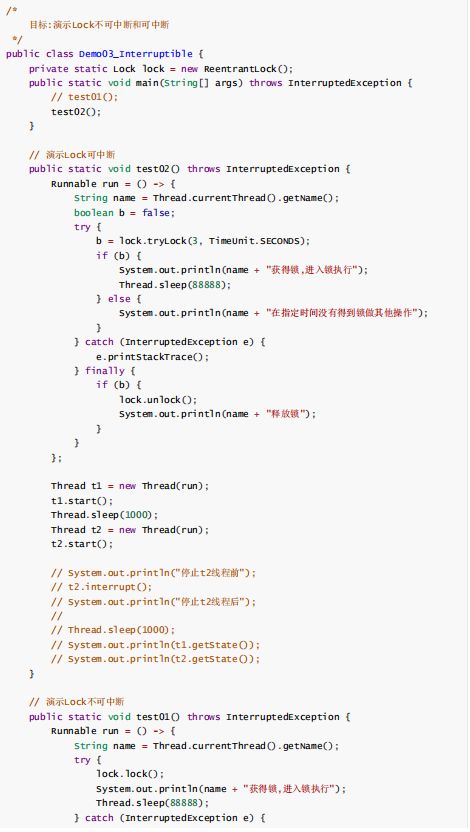 /*
    目标:演示Lock不可中断和可中断
 */
public class Demo03_Interruptible {
    private static Lock lock = new ReentrantLock();
    public static void main(String[] args) throws InterruptedException {
        // test01();
        test02();
    }

    // 演示Lock可中断
    public static void test02() throws InterruptedException {
        Runnable run = () -> {
            String name = Thread.currentThread().getName();
            boolean b = false;
            try {
                b = lock.tryLock(3, TimeUnit.SECONDS);
                if (b) {
                    System.out.println(name + "获得锁,进入锁执行");
                    Thread.sleep(88888);
                } else {
                    System.out.println(name + "在指定时间没有得到锁做其他操作");
                }
            } catch (InterruptedException e) {
                e.printStackTrace();
            } finally {
                if (b) {
                    lock.unlock();
                    System.out.println(name + "释放锁");
                }
            }
        };

        Thread t1 = new Thread(run);
        t1.start();
        Thread.sleep(1000);
        Thread t2 = new Thread(run);
        t2.start();

        // System.out.println("停止t2线程前");
        // t2.interrupt();
        // System.out.println("停止t2线程后");
        //
        // Thread.sleep(1000);
        // System.out.println(t1.getState());
        // System.out.println(t2.getState());
    }

    // 演示Lock不可中断
    public static void test01() throws InterruptedException {
        Runnable run = () -> {
            String name = Thread.currentThread().getName();
            try {
                lock.lock();
                System.out.println(name + "获得锁,进入锁执行");
                Thread.sleep(88888);
            } catch (InterruptedException e) {